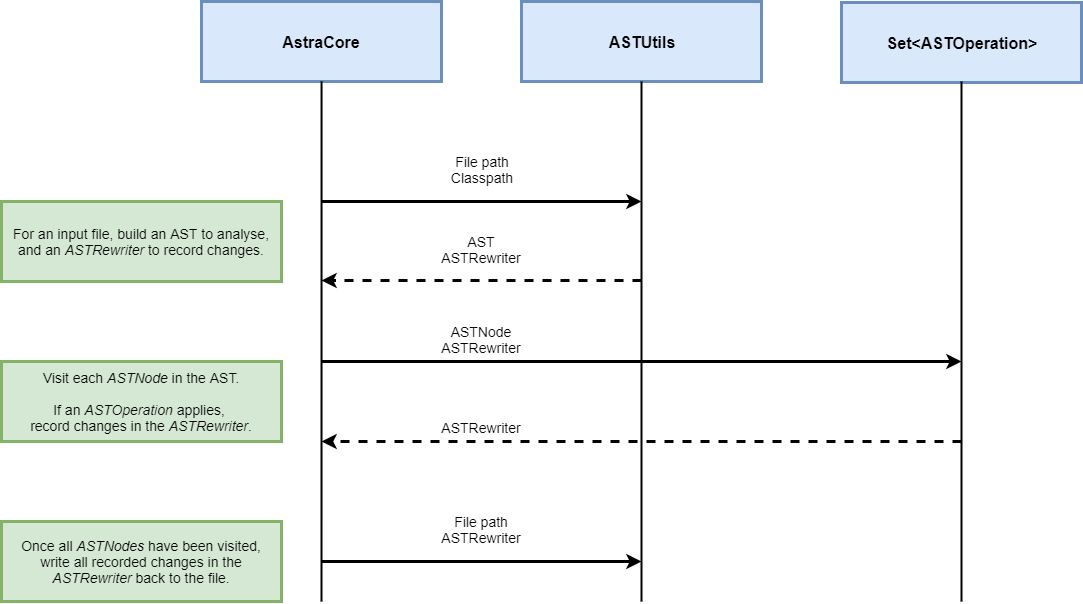 AstraCore
ASTUtils
Set<ASTOperation>
File path
Classpath
For an input file, build an AST to analyse,
and an ASTRewriter to record changes.
AST
ASTRewriter
ASTNode
ASTRewriter
Visit each ASTNode in the AST.
If an ASTOperation applies,
record changes in the ASTRewriter.
ASTRewriter
File path
ASTRewriter
Once all ASTNodes have been visited,
write all recorded changes in the
ASTRewriter back to the file.